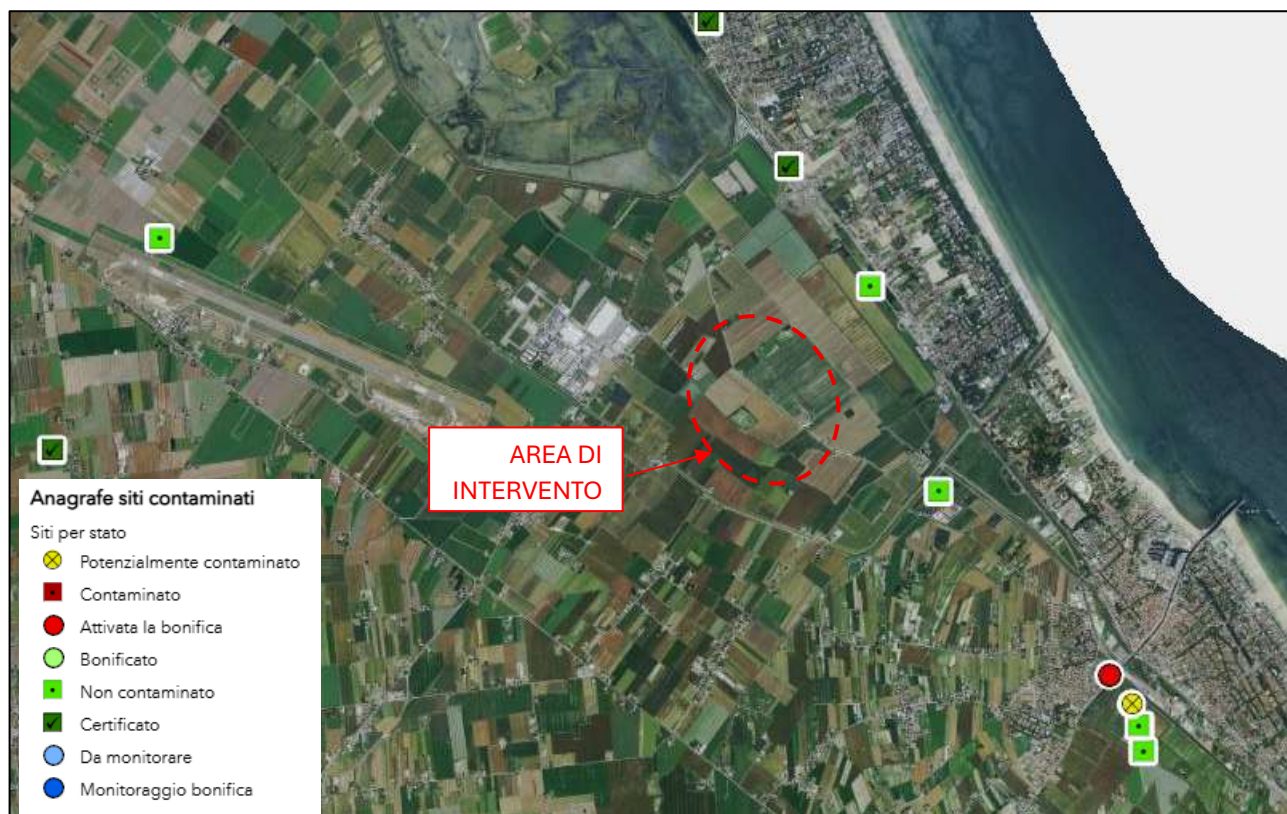 AREA DI
INTERVENTO
Anagrafe siti contaminati
Siti per stato
Potenzialmente contaminato
Contaminato
Attivata la bonifica
Bonificato
Non contaminato
Certificato
Da monitorare
Monitoraggio bonifica